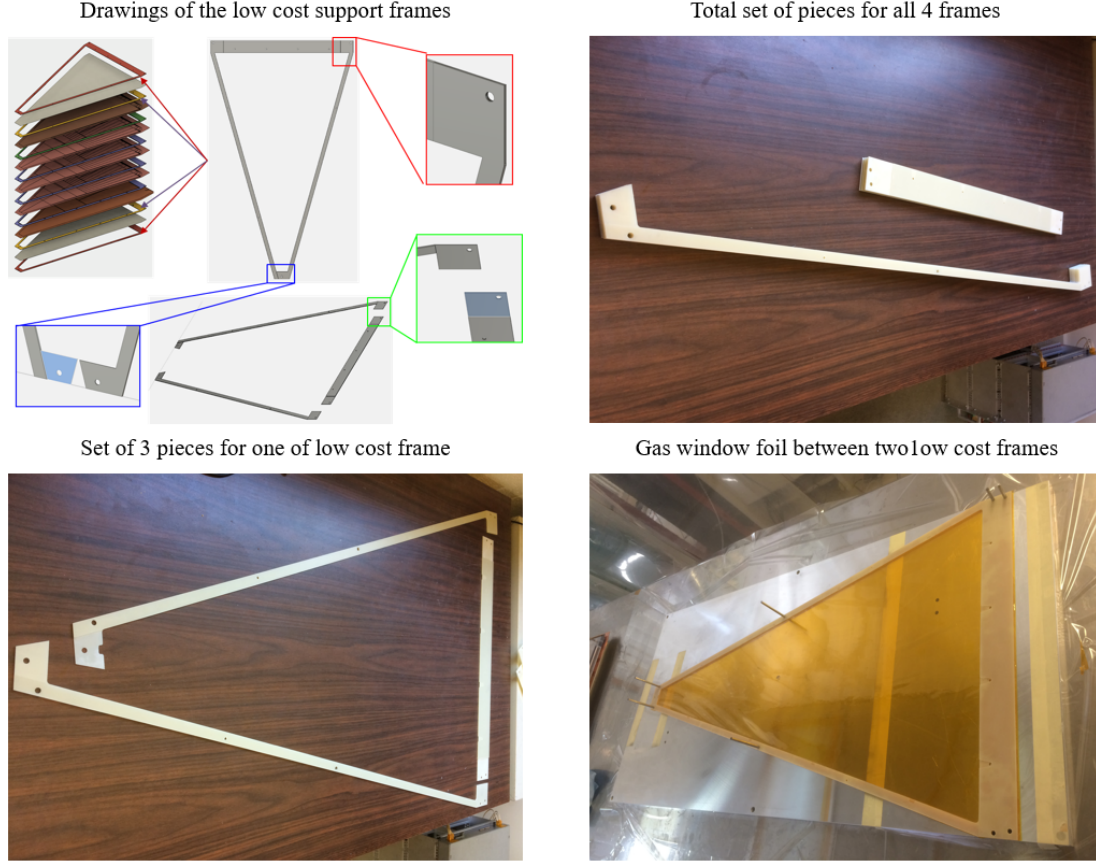 Drawings of the low cost support frames
Total set of pieces for all 4 frames
Set of 3 pieces for one of low cost frame
Gas window foil between two1ow cost frames